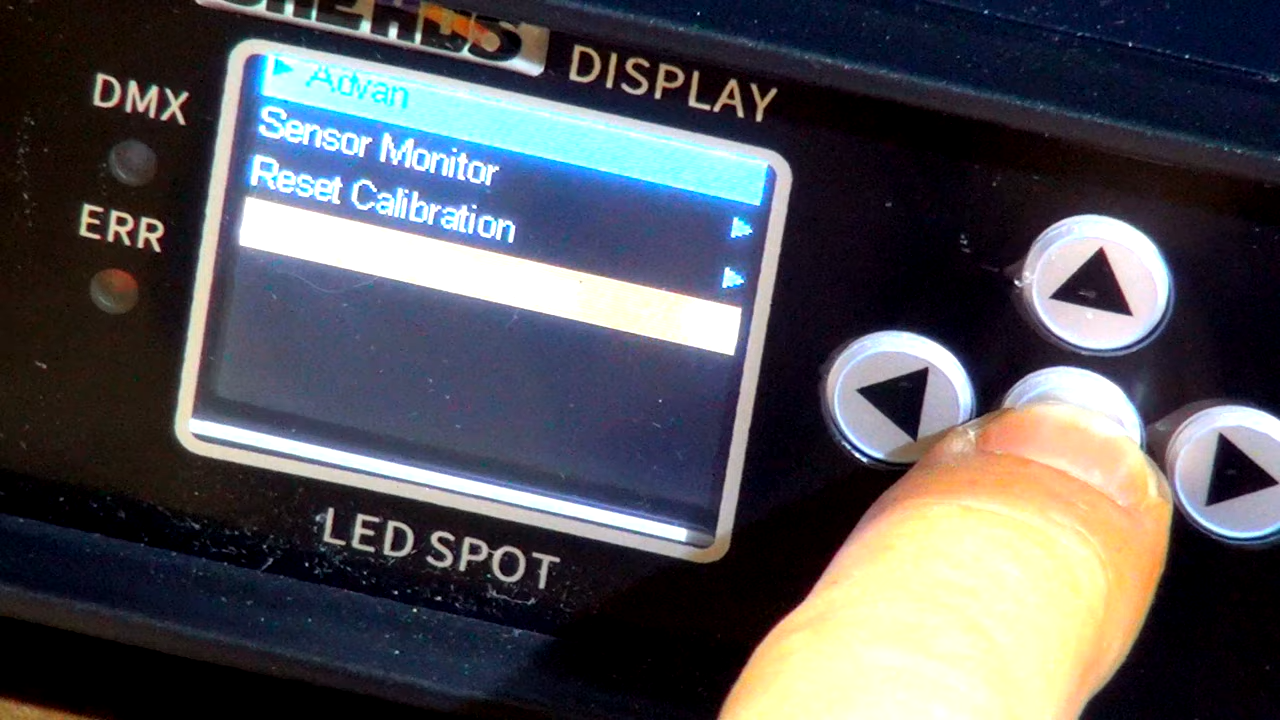 DISPLAY
DMX
ERR
Advan
Sensor Monitor
Reset Calibration
LED SPOT